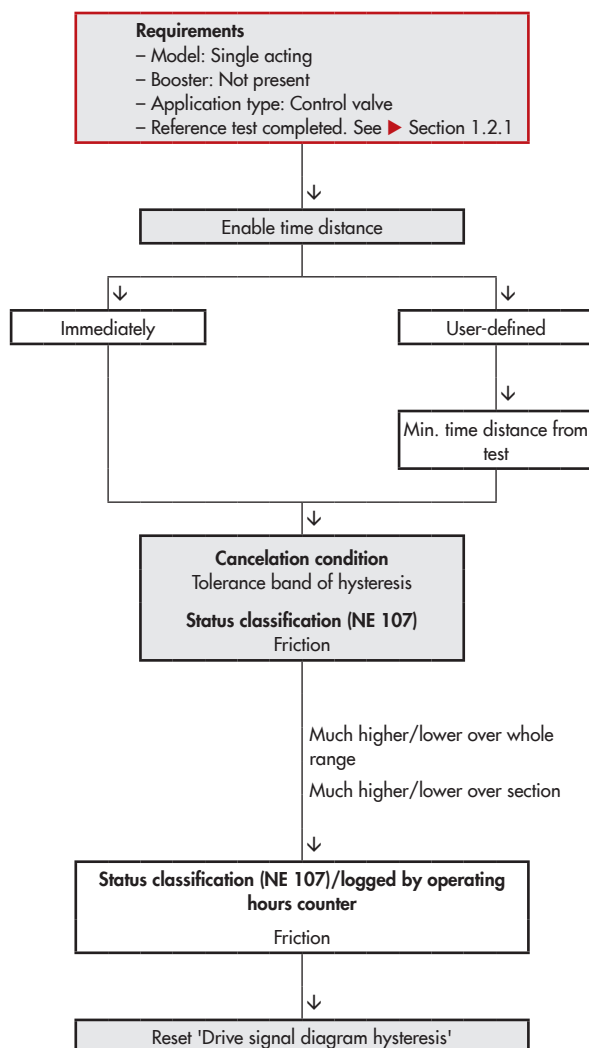 Requirements
– Model: Single acting
– Booster: Not present
– Application type: Control valve
– Reference test completed. See ▶ Section 1.2.1
Enable time distance
Immediately
User-defined
Min. time distance from
test
Cancelation condition
Tolerance band of hysteresis
Status classification (NE 107)
Friction
Much higher/lower over whole
range
Much higher/lower over section
Status classification (NE 107)/logged by operating
hours counter
Friction
Reset 'Drive signal diagram hysteresis'